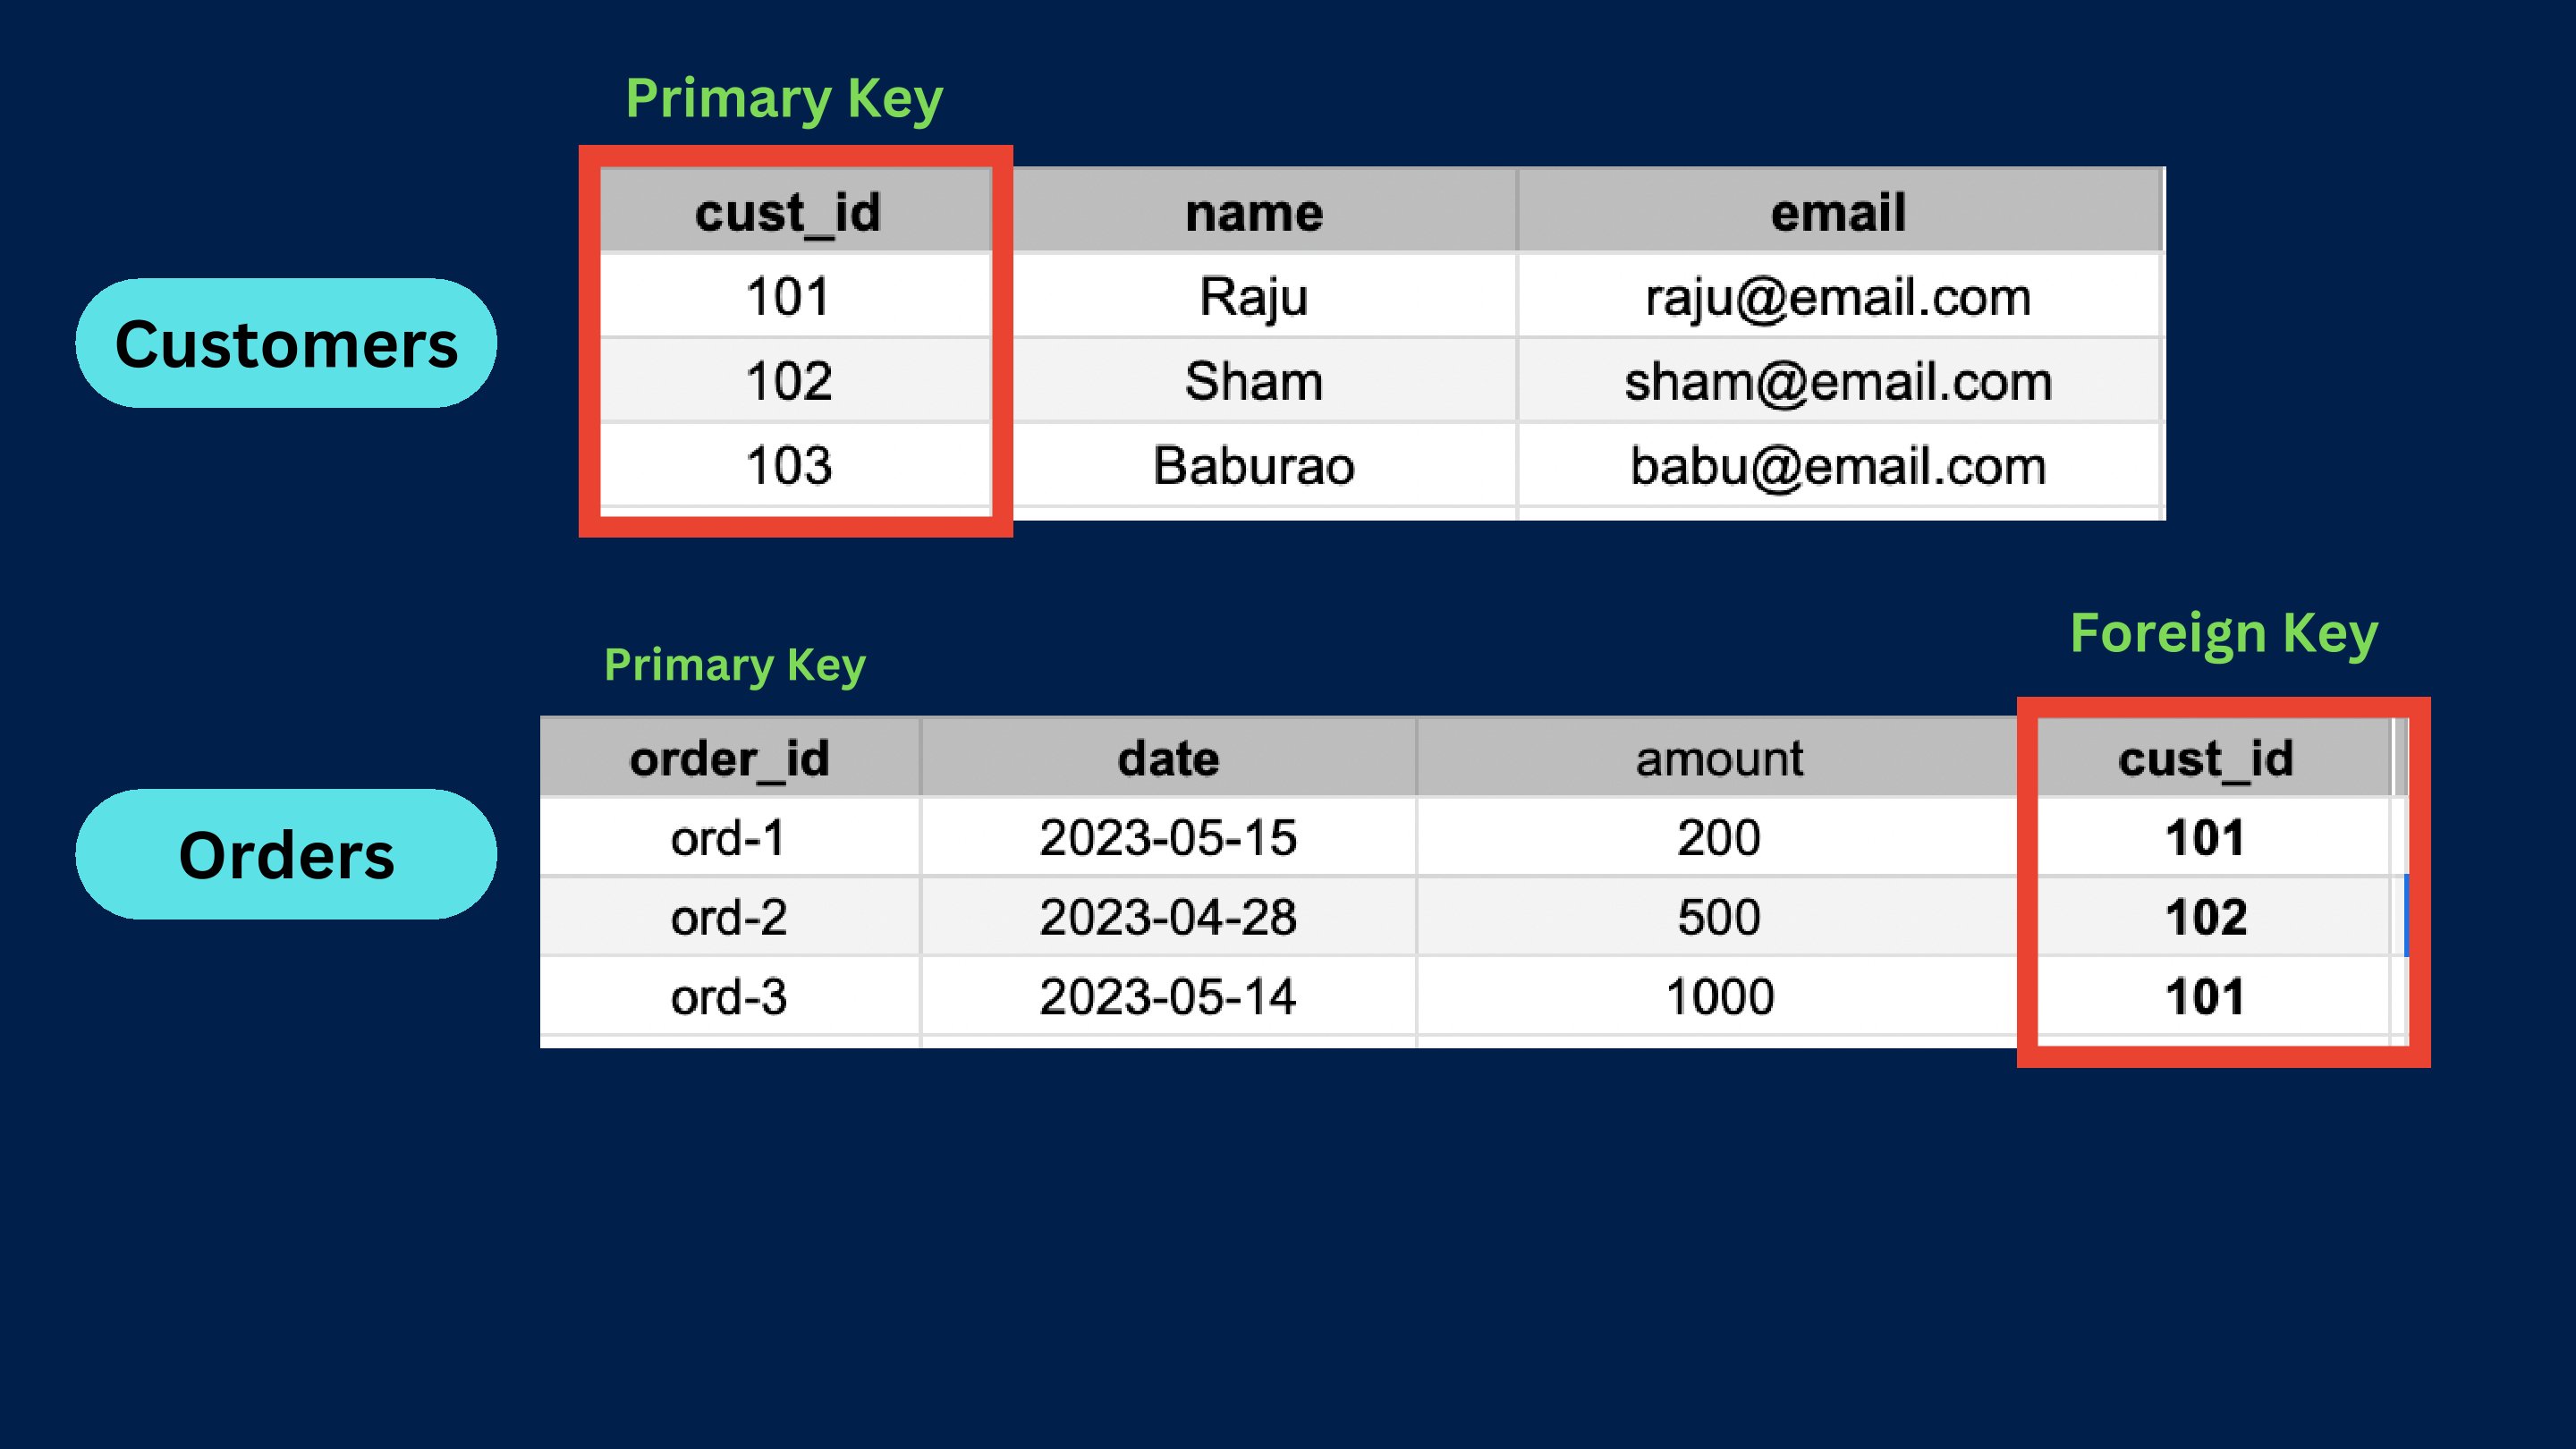 Primary Key
cust_id name email
101 Raju raju@email.com
Customers
102 Sham sham@email.com
103 Baburao babu@email.com
Foreign Key
Primary Key
order_id date amount cust_id
ord-1 2023-05-15 200 101
Orders
ord-2 2023-04-28 500 102
ord-3 2023-05-14 1000 101